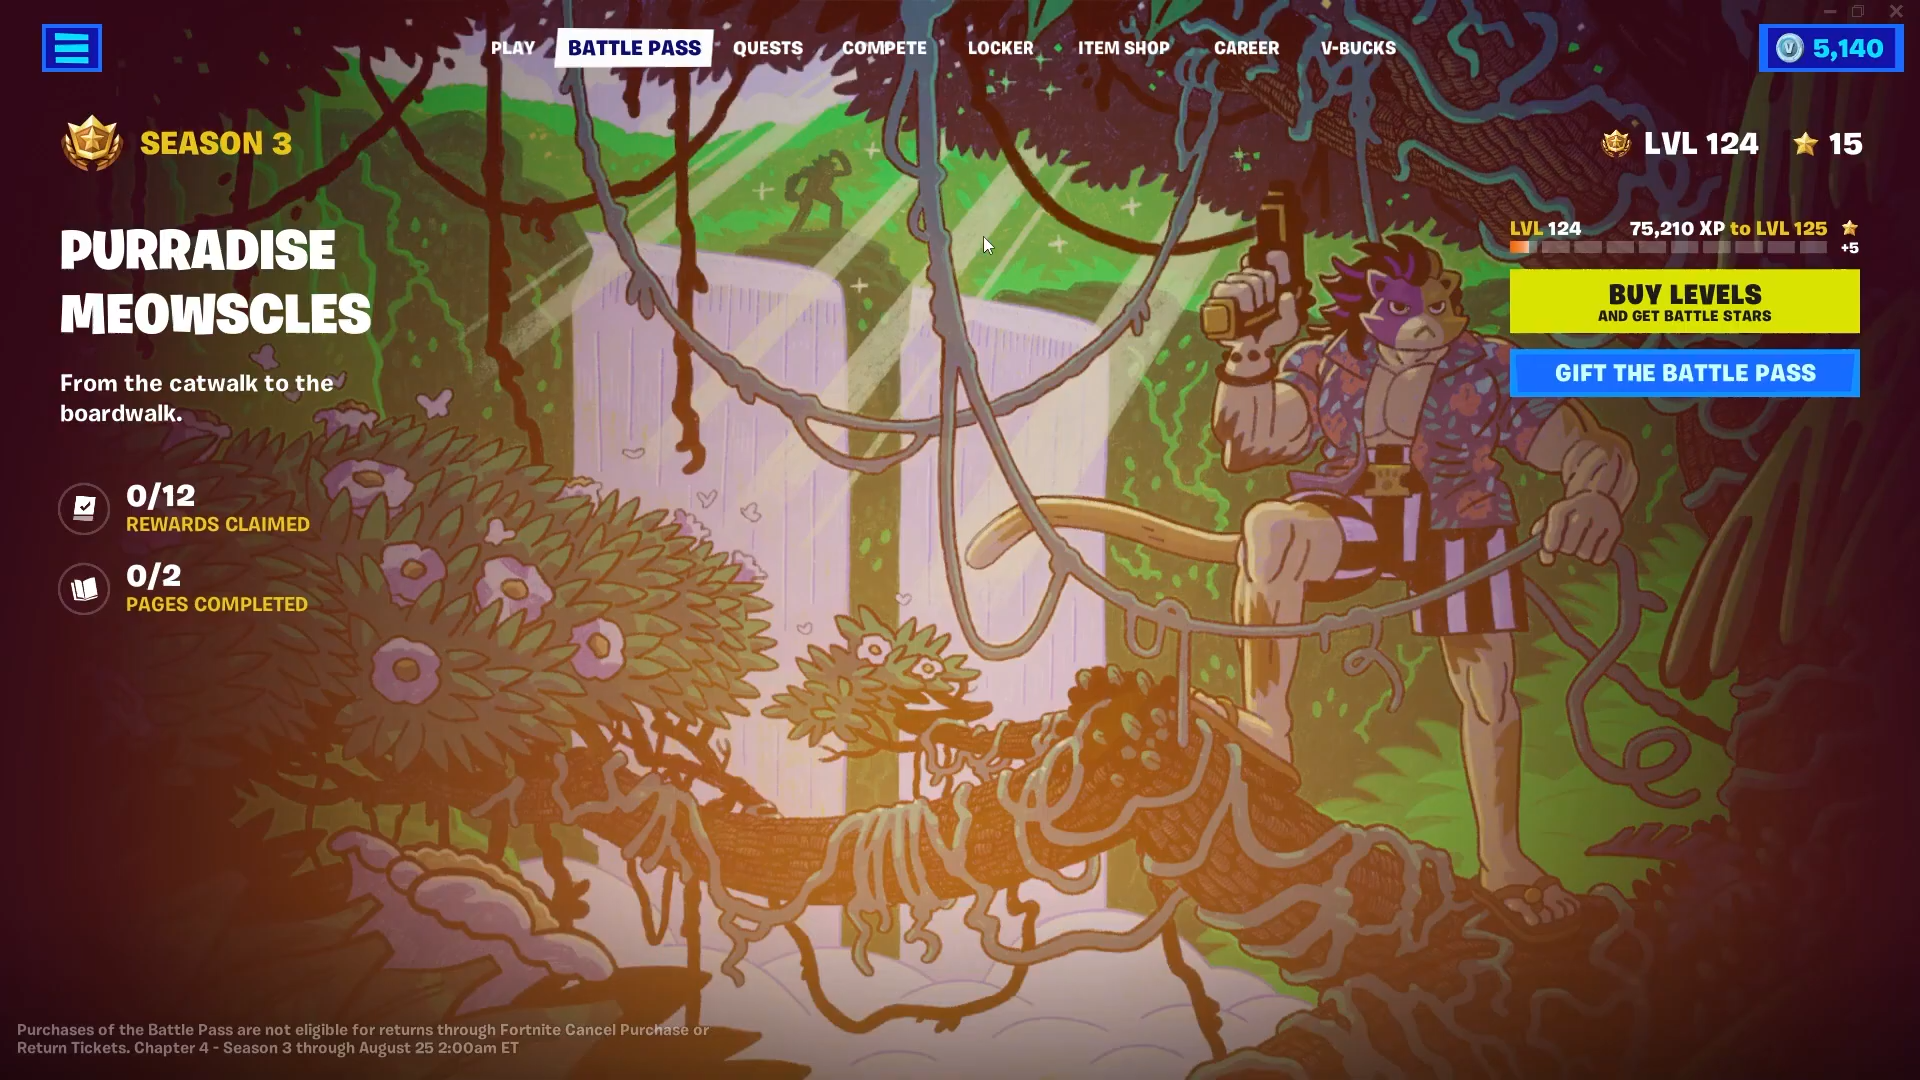 PLAY
BATTLE PASS
QUESTS
COMPETE
LOCKER
ITEM SHOP
CAREER
V-BUCKS
5,140
SEASON 3
LVL 124
15
PURRADISE
MEOWSCLES
From the catwalk to the
boardwalk.
0/12
REWARDS CLAIMED
0/2
PAGES COMPLETED
LVL 124
75,210 XP to LVL 125
+5
BUY LEVELS
AND GET BATTLE STARS
GIFT THE BATTLE PASS
Purchases of the Battle Pass are not eligible for returns through Fortnite Cancel Purchase or
Return Tickets. Chapter 4 - Season 3 through August 25 2:00am ET